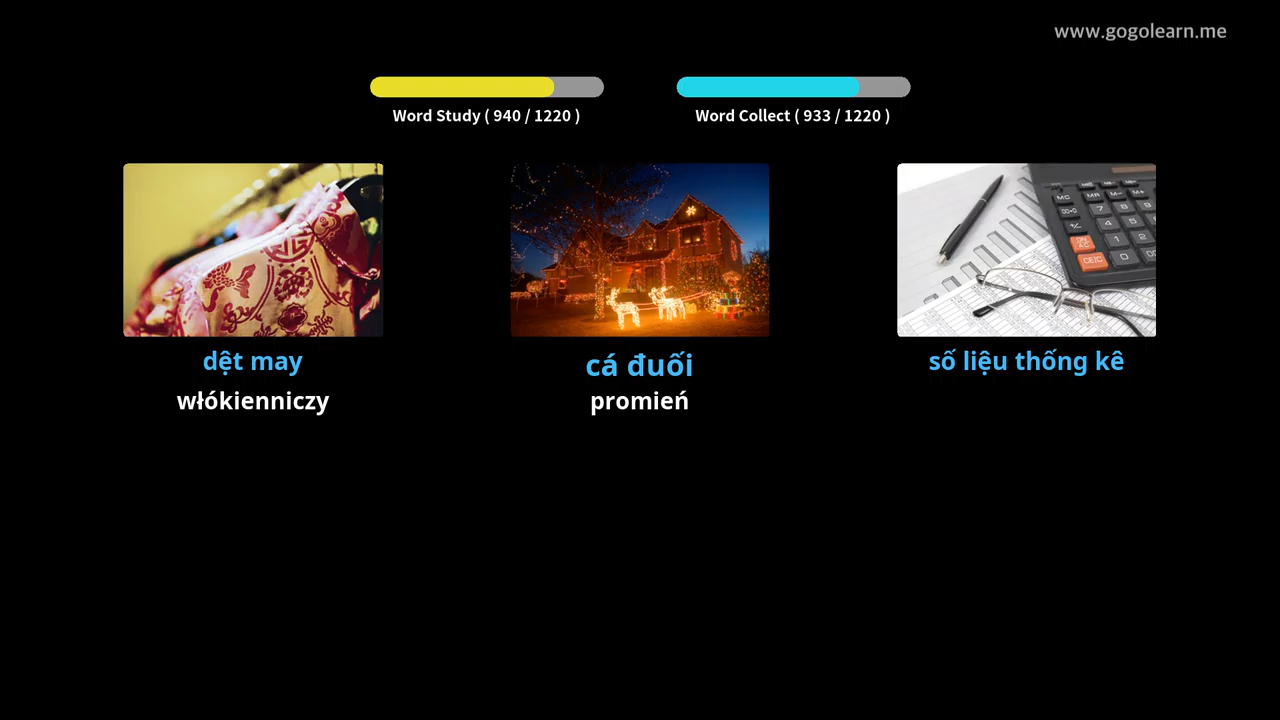 www.gogolearn.me
Word Study ( 940 / 1220 )
Word Collect ( 933 / 1220 )
dệt may
cá đuối
số liệu thống kê
włókienniczy
promień